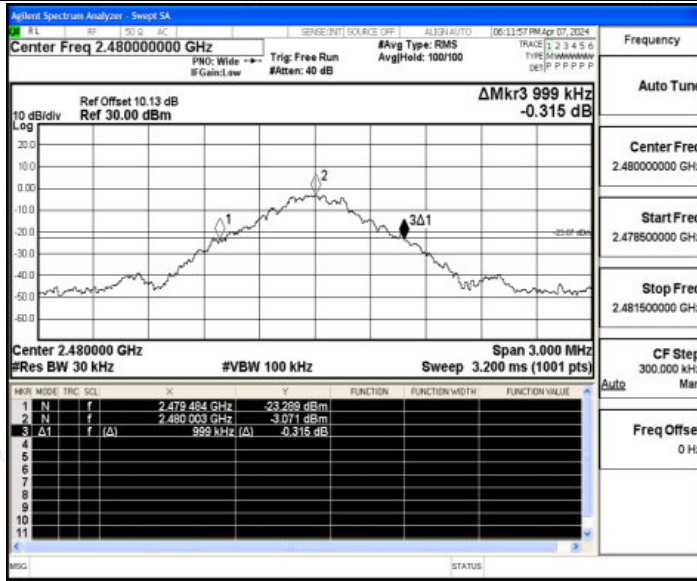 Agilent Spectrum Analyzer - Swept SA
RL RF 50 Ω AC SENSE:INT SOURCE OFF ALIGNAUTO 06:11:57 PM Apr 07, 2024
Center Freq 2.480000000 GHz
#Avg Type: RMS
TRACE 1 2 3 4 5 6
PNO: Wide
Trig: Free Run
Avg|Hold: 100/100
TYPE
IFGain:Low
#Atten: 40 dB
DET P P P P P P
ΔMkr3 999 kHz
-0.315 dB
Ref Offset 10.13 dB
10 dB/div Ref 30.00 dBm
Log
20.0
10.0
0.00
-10.0
-20.0
-30.0
-40.0
-50.0
-60.0
2
1
3Δ1
-23.07 dBm
Center 2.480000 GHz
Span 3.000 MHz
#Res BW 30 kHz
#VBW 100 kHz
Sweep 3.200 ms (1001 pts)
MKR MODE TRC SCL X Y FUNCTION FUNCTION WIDTH FUNCTION VALUE
1 N f 2.479 484 GHz -23.289 dBm
2 N f 2.480 003 GHz -3.071 dBm
3 Δ1 f (Δ) 999 kHz (Δ) -0.315 dB
4
5
6
7
8
9
10
11
MSG STATUS
Frequency
Auto Tune
Center Freq
2.480000000 GHz
Start Freq
2.478500000 GHz
Stop Freq
2.481500000 GHz
CF Step
300.000 kHz
Auto Man
Freq Offset
0 Hz